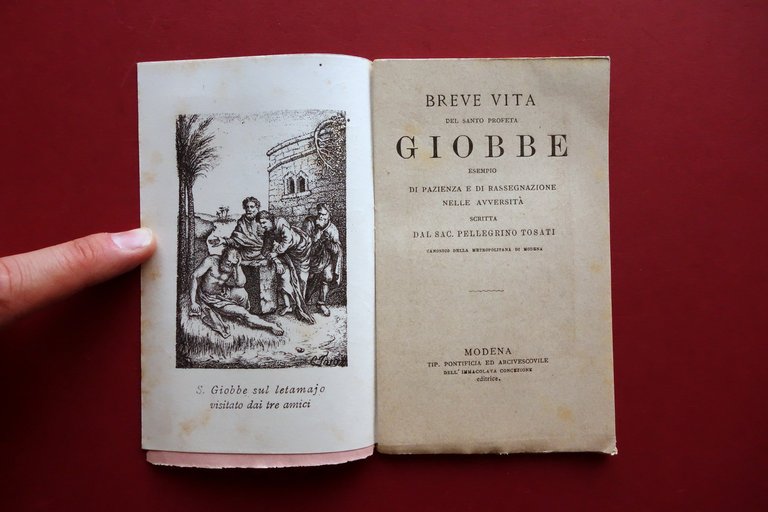 S. Giobbe sul letamajo
visitato dai tre amici
BREVE VITA
DEL SANTO PROFETA
GIOBBE
ESEMPIO
DI PAZIENZA E DI RASSEGNAZIONE
NELLE AVVERSITÀ
SCRITTA
DAL SAC. PELLEGRINO TOSATI
CANONICO DELLA METROPOLITANA DI MODENA
MODENA
TIP. PONTIFICIA ED ARCIVESCOVILE
DELL'IMMACOLATA CONCEZIONE
editrice.